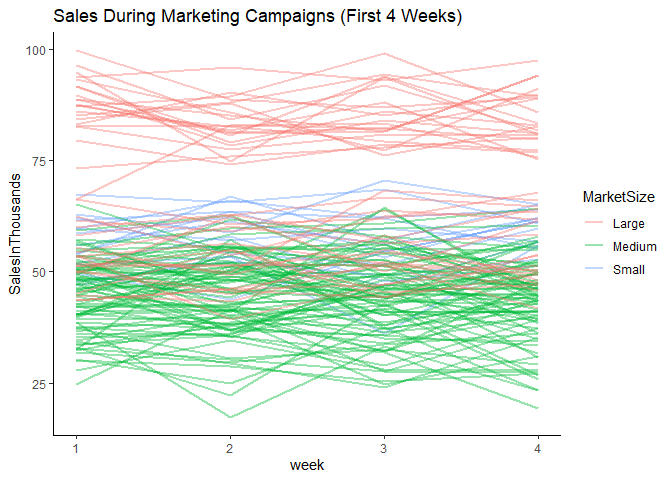 Sales During Marketing Campaigns (First 4 Weeks)
100
75
50
25
SalesInThousands
1 2 3 4
week
MarketSize
Large
Medium
Small